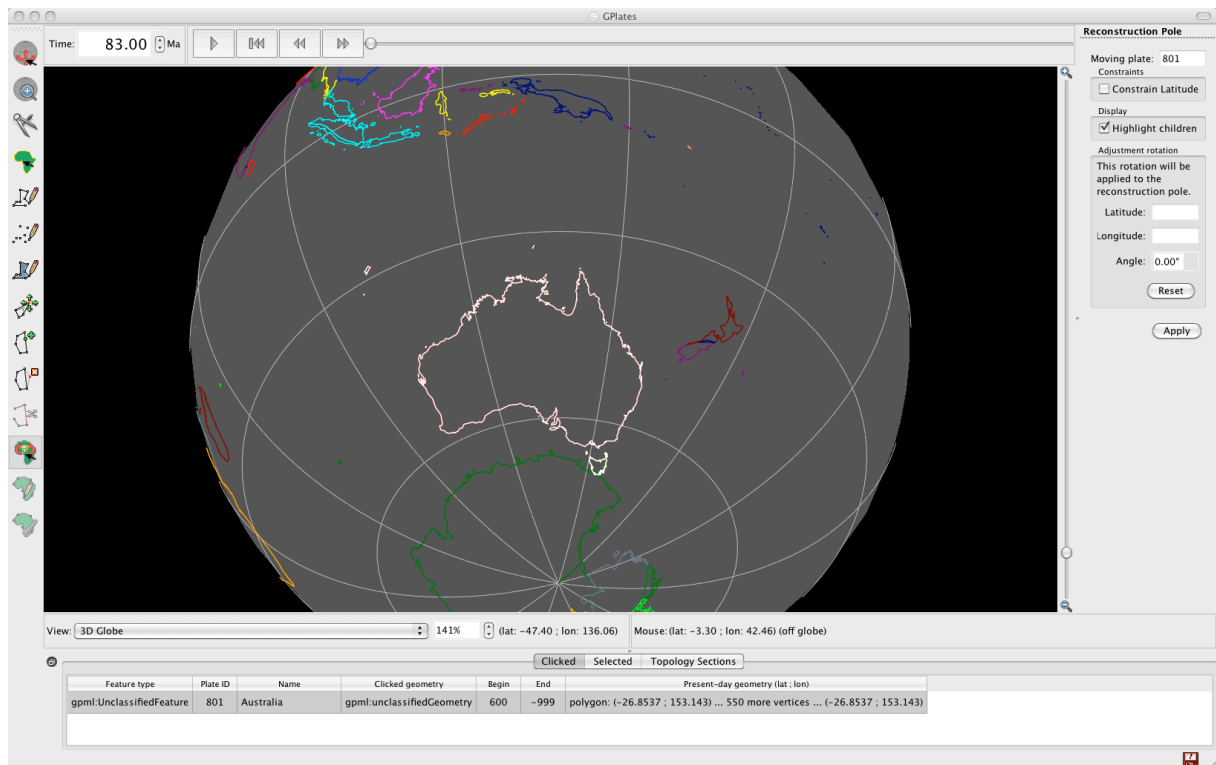 GPlates
Time: 83.00 Ma
Reconstruction Pole
Moving plate: 801
Constraints
Constrain Latitude
Display
Highlight children
Adjustment rotation
This rotation will be
applied to the
reconstruction pole.
Latitude:
Longitude:
Angle: 0.00°
Reset
Apply
View: 3D Globe 141% (lat: -47.40 ; lon: 136.06) Mouse: (lat: -3.30 ; lon: 42.46) (off globe)
Clicked Selected Topology Sections
Feature type Plate ID Name Clicked geometry Begin End Present-day geometry (lat ; lon)
gpml:UnclassifiedFeature 801 Australia gpml:unclassifiedGeometry 600 -999 polygon: (-26.8537 ; 153.143) ... 550 more vertices ... (-26.8537 ; 153.143)